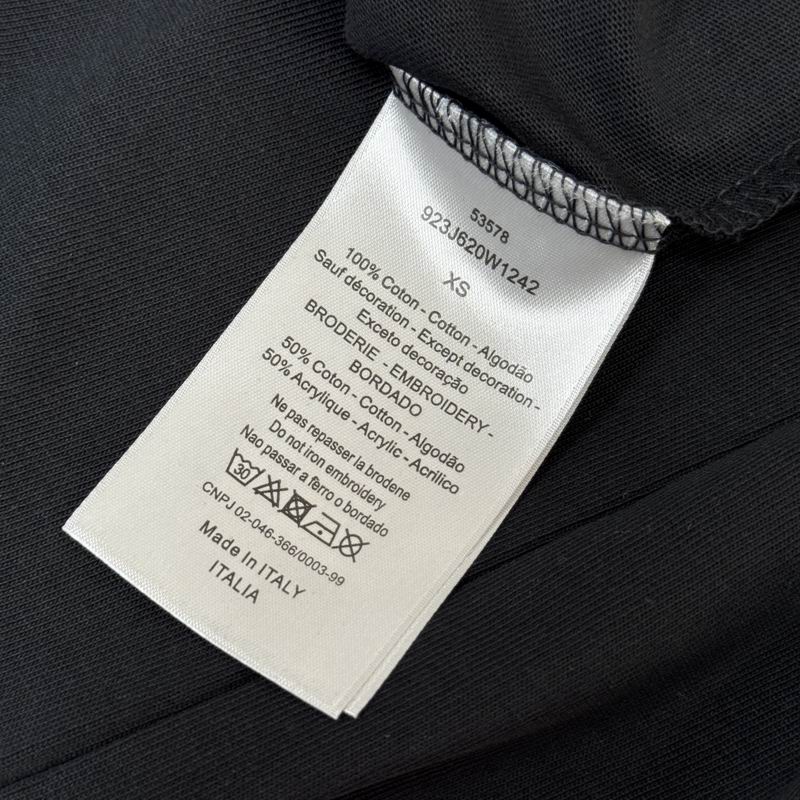 53578
923J620W1242
XS
100% Coton - Cotton - Algodão
Sauf décoration - Except decoration -
Exceto decoração
BRODERIE - EMBROIDERY -
BORDADO
50% Coton - Cotton - Algodão
50% Acrylique - Acrylic - Acrilico
Ne pas repasser la brodene
Do not iron embroidery
Nao passar a ferro o bordado
30
CNPJ 02-046-366/0003-99
Made In ITALY
ITALIA